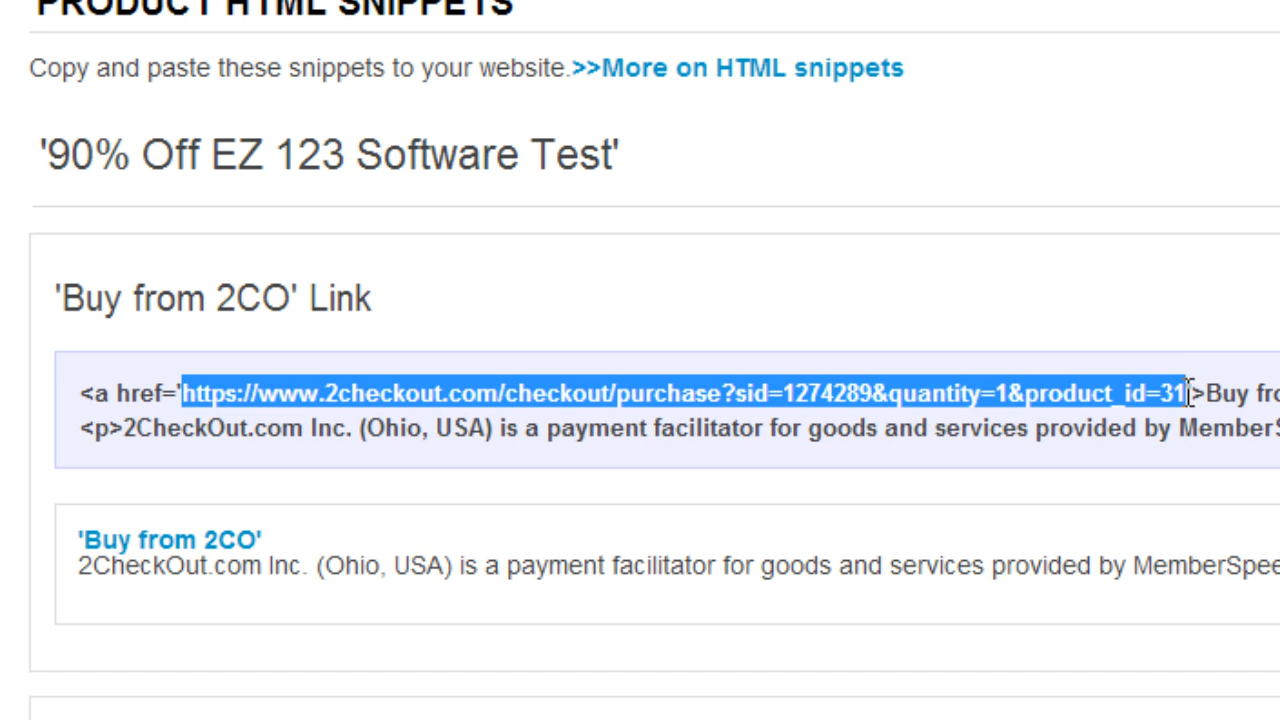 PRODUCT HTML SNIPPETS
Copy and paste these snippets to your website.>>More on HTML snippets
'90% Off EZ 123 Software Test'
'Buy from 2CO' Link
<a href='https://www.2checkout.com/checkout/purchase?sid=1274289&quantity=1&product_id=31'>Buy fro
<p>2CheckOut.com Inc. (Ohio, USA) is a payment facilitator for goods and services provided by MemberS
'Buy from 2CO'
2CheckOut.com Inc. (Ohio, USA) is a payment facilitator for goods and services provided by MemberSpee